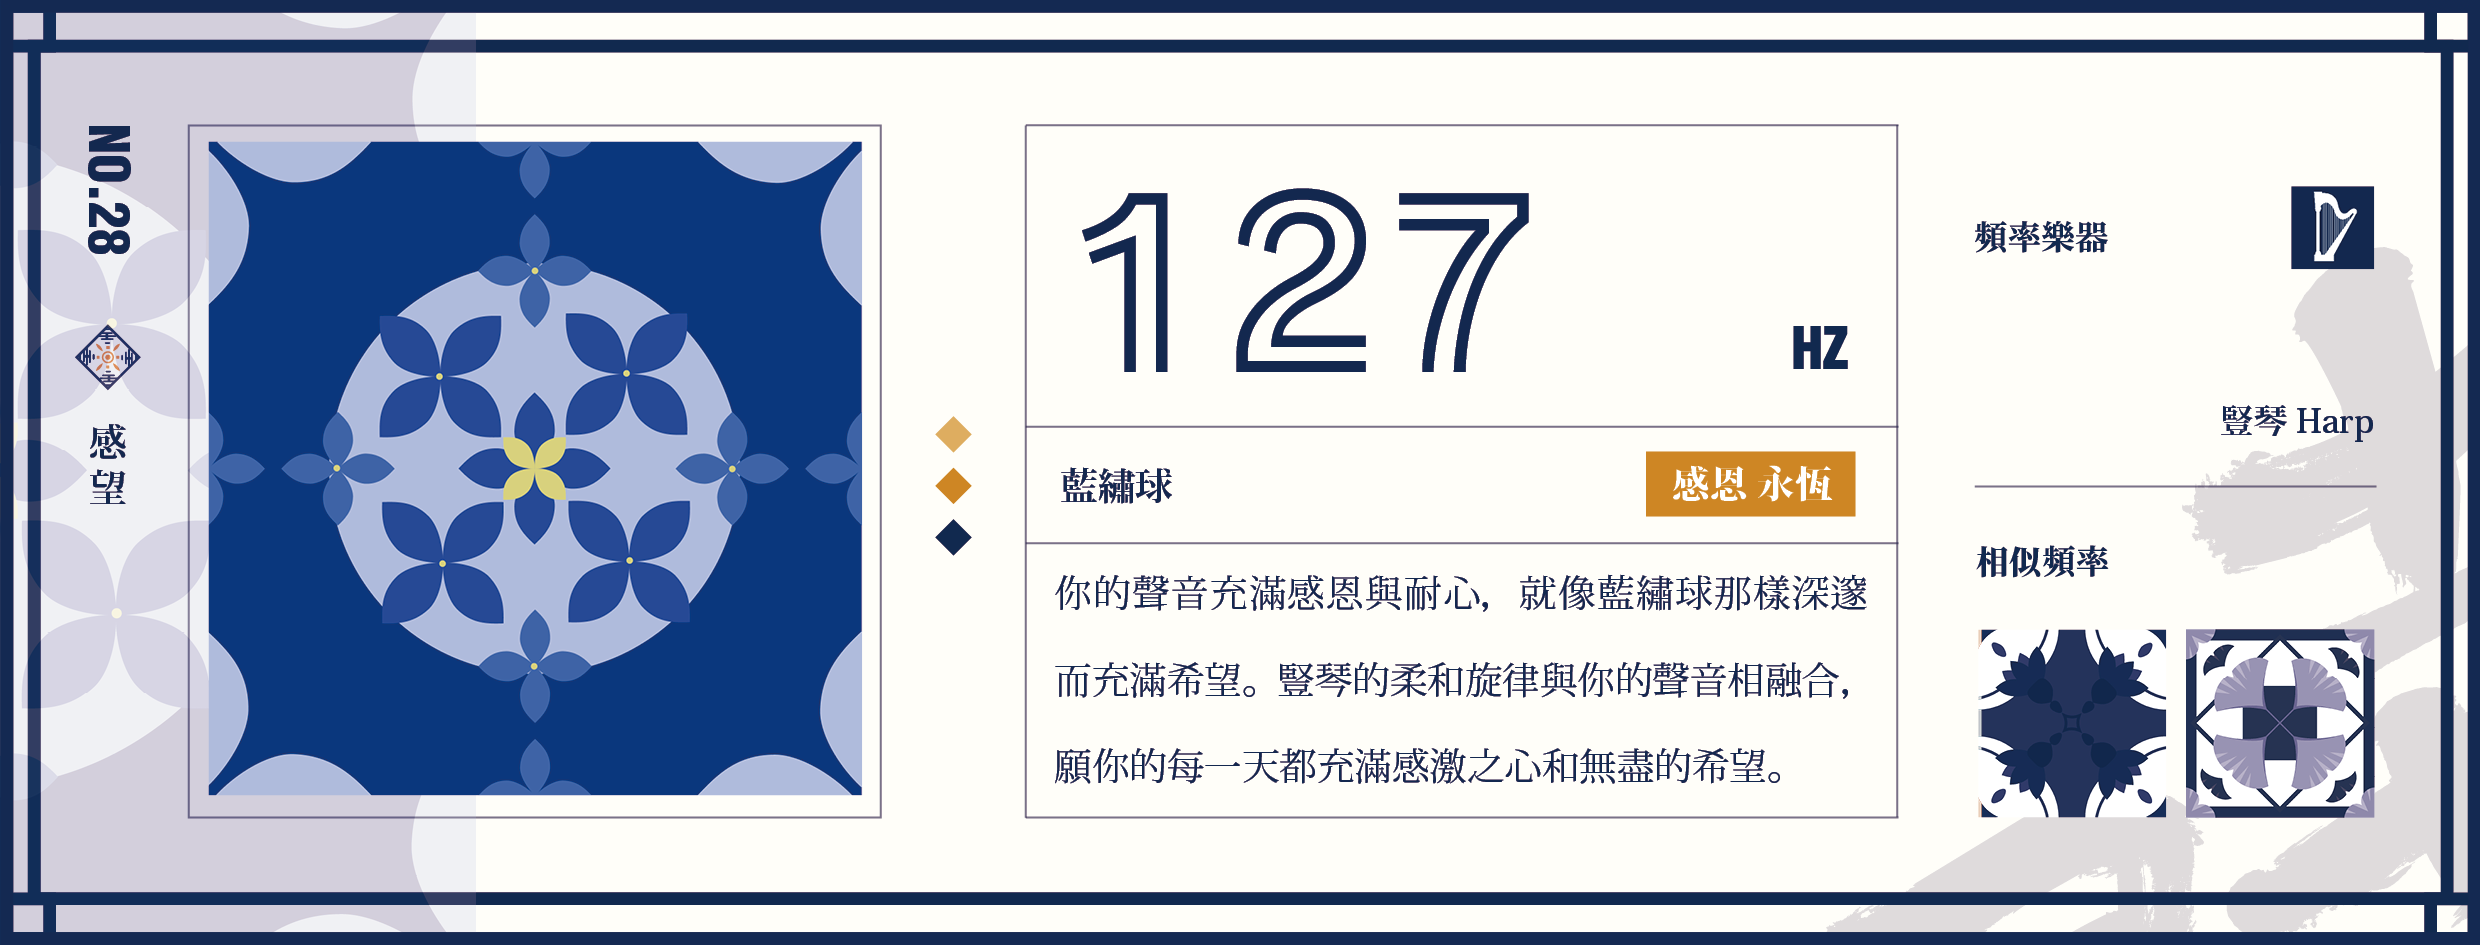 NO.28
感望
127
HZ
藍繡球
感恩 永恆
你的聲音充滿感恩與耐心，就像藍繡球那樣深邃
而充滿希望。豎琴的柔和旋律與你的聲音相融合，
願你的每一天都充滿感激之心和無盡的希望。
頻率樂器
豎琴 Harp
相似頻率